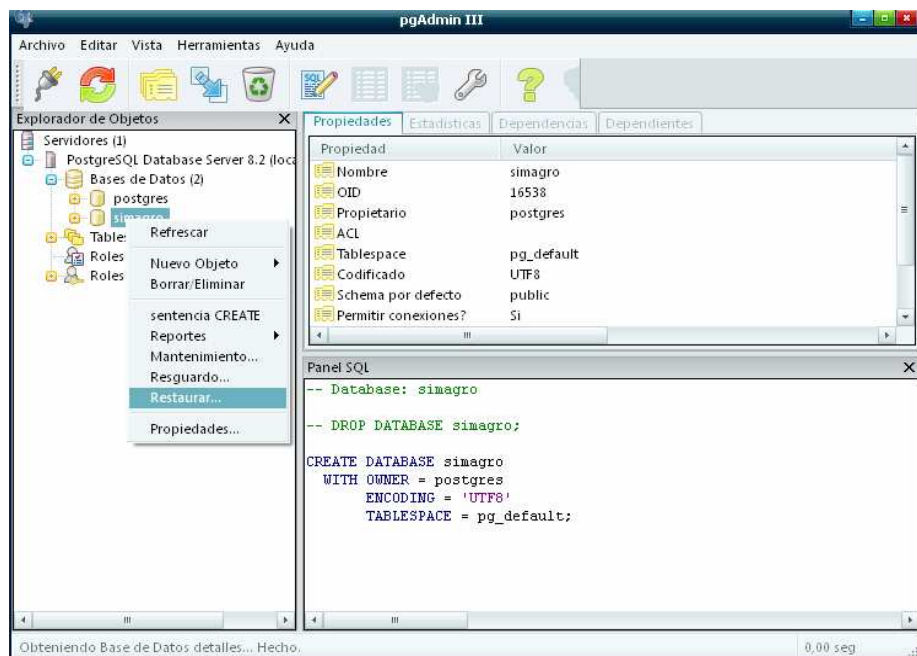 pgAdmin III
Archivo Editar Vista Herramientas Ayuda
SQL
Explorador de Objetos
Servidores (1)
PostgreSQL Database Server 8.2 (loca
Bases de Datos (2)
postgres
simagro
Tables
Roles
Roles
Refrescar
Nuevo Objeto
Borrar/Eliminar
sentencia CREATE
Reportes
Mantenimiento...
Resguardo...
Restaurar...
Propiedades...
Propiedades Estadísticas Dependencias Dependientes
Propiedad Valor
Nombre simagro
OID 16538
Propietario postgres
ACL
Tablespace pg_default
Codificado UTF8
Schema por defecto public
Permitir conexiones? Si
Panel SQL
-- Database: simagro
-- DROP DATABASE simagro;
CREATE DATABASE simagro
WITH OWNER = postgres
ENCODING = 'UTF8'
TABLESPACE = pg_default;
Obteniendo Base de Datos detalles... Hecho. 0,00 seg